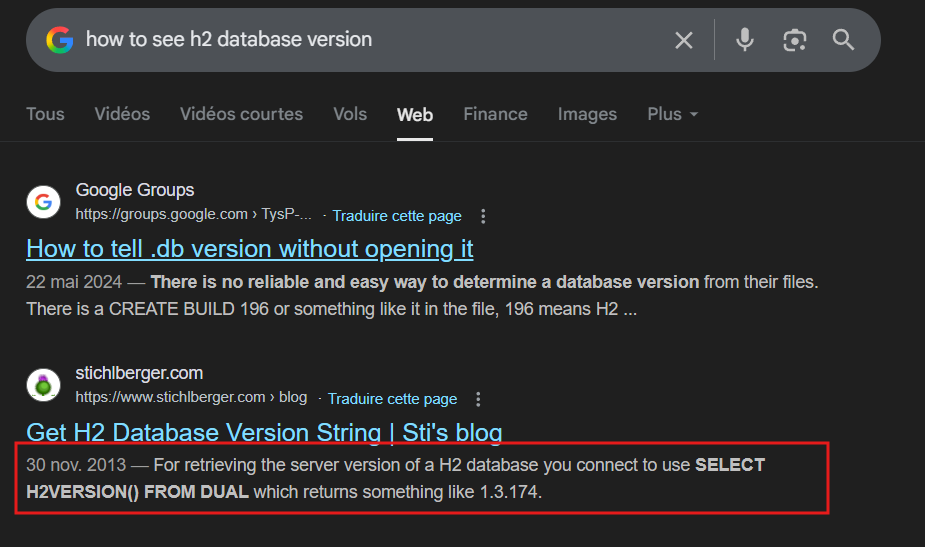 how to see h2 database version
Tous Vidéos Vidéos courtes Vols Web Finance Images Plus
Google Groups
https://groups.google.com › TysP-... · Traduire cette page
How to tell .db version without opening it
22 mai 2024 — There is no reliable and easy way to determine a database version from their files.
There is a CREATE BUILD 196 or something like it in the file, 196 means H2 ...
stichlberger.com
https://www.stichlberger.com › blog · Traduire cette page
Get H2 Database Version String | Sti's blog
30 nov. 2013 — For retrieving the server version of a H2 database you connect to use SELECT
H2VERSION() FROM DUAL which returns something like 1.3.174.